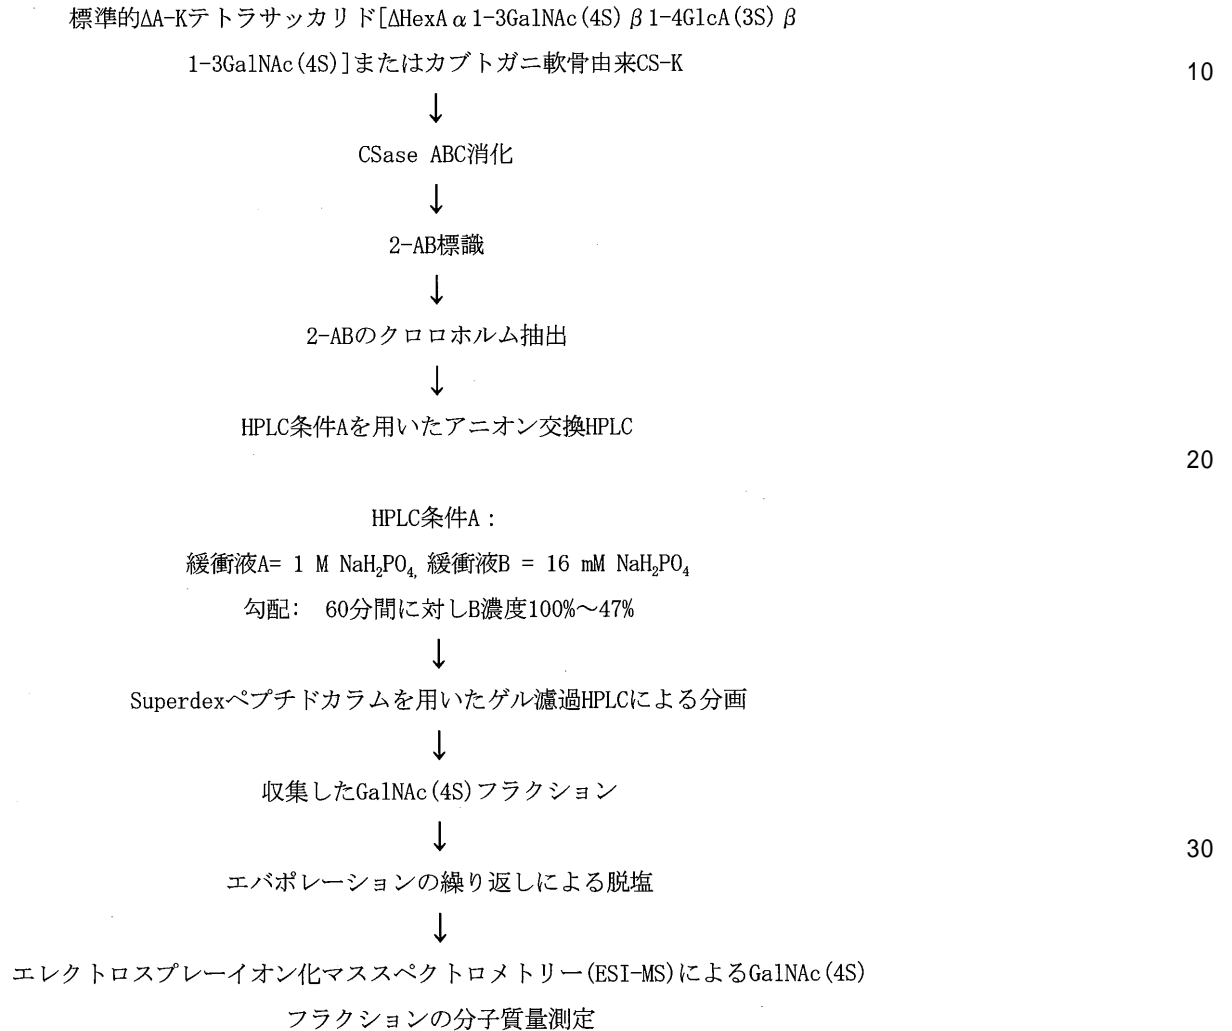 標準的ΔA-Kテトラサッカリド[ΔHexAα1-3GalNAc(4S)β1-4GlcA(3S)β
1-3GalNAc(4S)]またはカブトガニ軟骨由来CS-K
10
↓
CSase ABC消化
↓
2-AB標識
↓
2-ABのクロロホルム抽出
↓
HPLC条件Aを用いたアニオン交換HPLC
20
HPLC条件A：
緩衝液A= 1 M NaH₂PO₄, 緩衝液B = 16 mM NaH₂PO₄
勾配: 60分間に対しB濃度100%～47%
↓
Superdexペプチドカラムを用いたゲル濾過HPLCによる分画
↓
収集したGalNAc(4S)フラクション
↓
30
エバポレーションの繰り返しによる脱塩
↓
エレクトロスプレーイオン化マススペクトロメトリー(ESI-MS)によるGalNAc(4S)
フラクションの分子質量測定